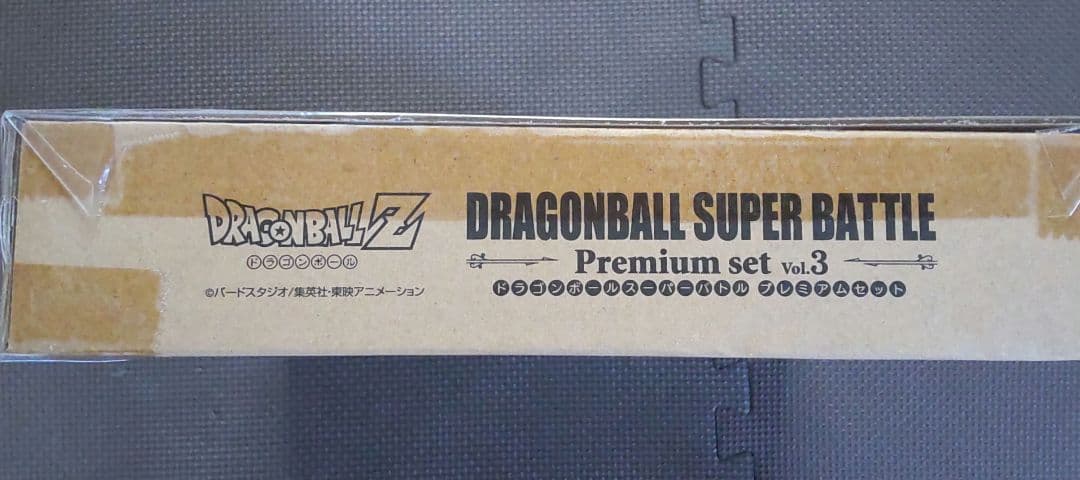 DRAGONBALL Z
ドラゴンボール
©バードスタジオ/集英社・東映アニメーション
DRAGONBALL SUPER BATTLE
Premium set Vol.3
ドラゴンボールスーパーバトル プレミアムセット